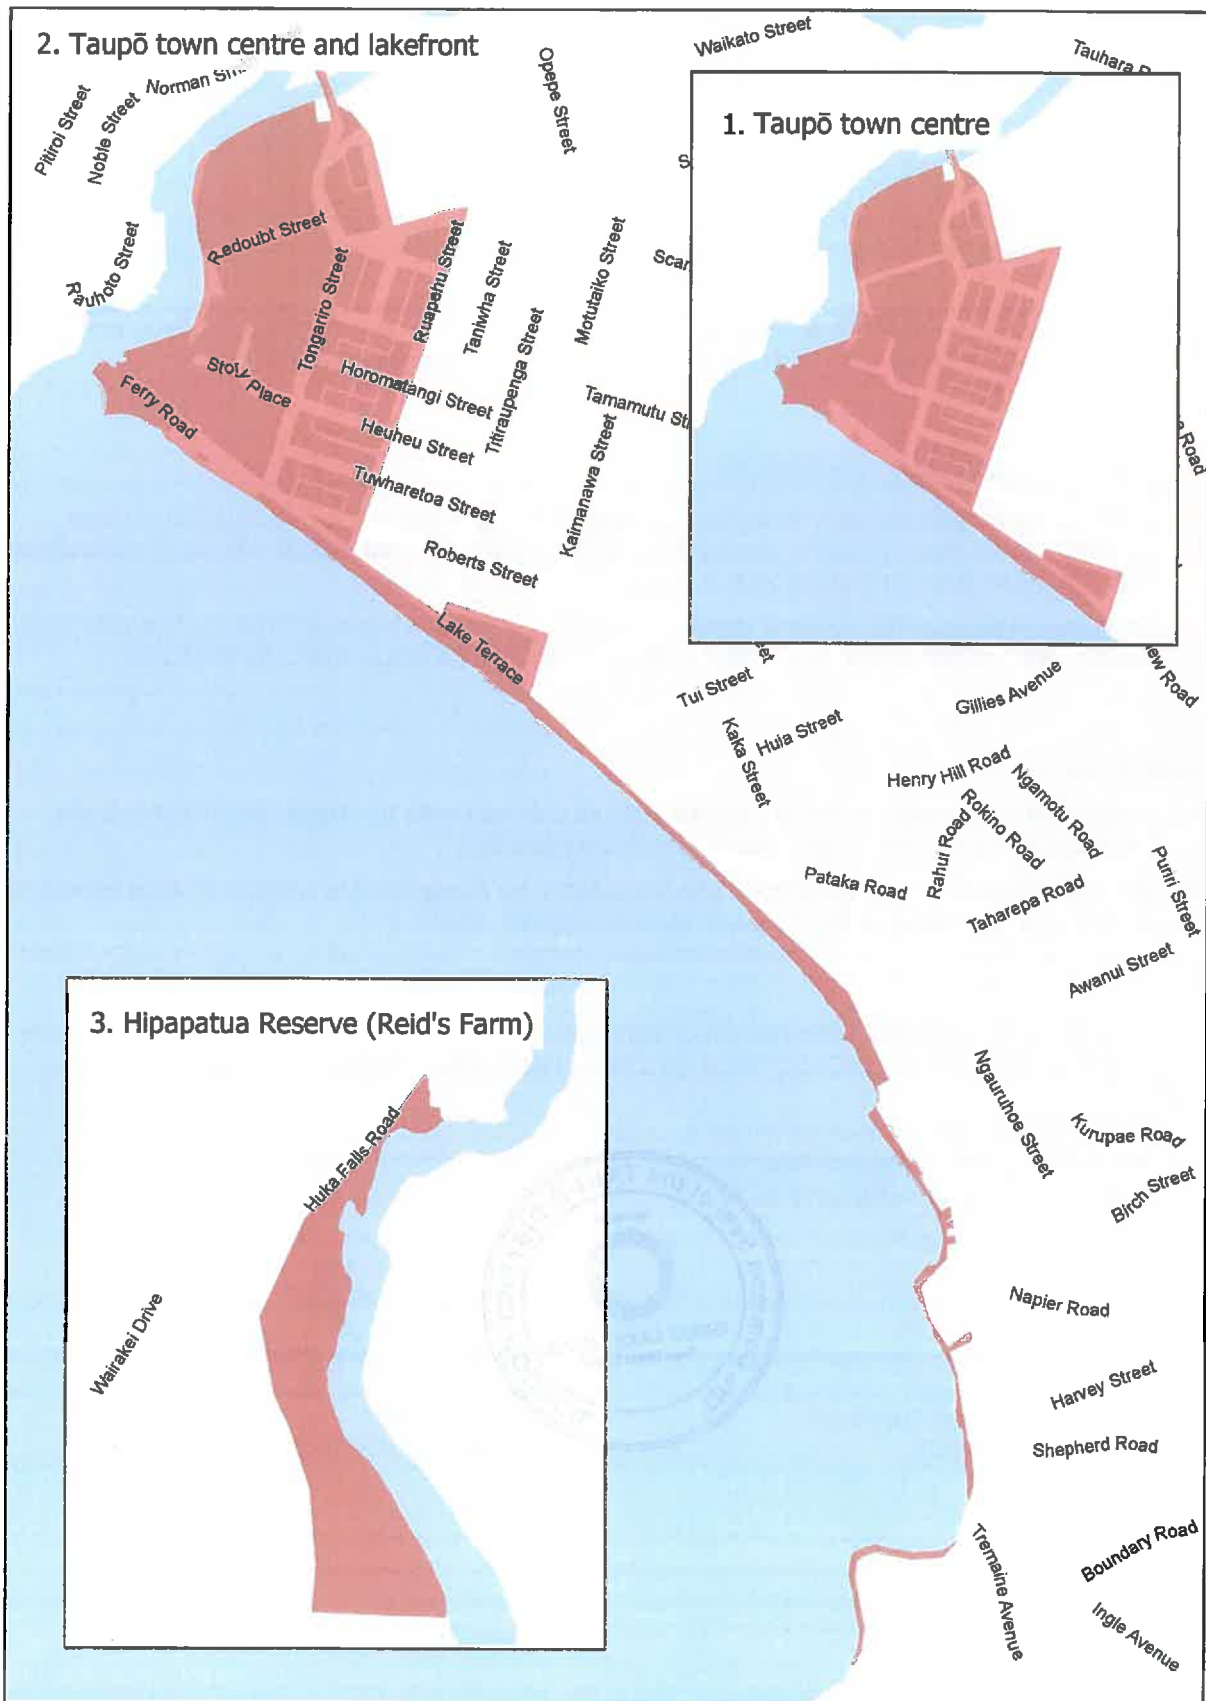 2. Taupō town centre and lakefront
Waikato Street
Tauhara
Pitiroi Street
Noble Street
Norman
Opepe Street
1. Taupō town centre
Rauhoto Street
Redoubt Street
Tongariro Street
Ruapehu Street
Taniwha Street
Titiraupenga Street
Motutaiko Street
Ferry Road
Story Place
Horomatangi Street
Heuheu Street
Tuwharetoa Street
Tamamutu
Kaimanawa Street
Road
Roberts Street
Lake Terrace
Tui Street
Kaka Street
Huia Street
Gillies Avenue
Road
Henry Hill Road
Ngamotu Road
Rokino Road
Rahui Road
Pataka Road
Taharepa Road
Puriri Street
Awanui Street
3. Hipapatua Reserve (Reid's Farm)
Huka Falls Road
Wairakei Drive
Ngauruhoe Street
Kurupae Road
Birch Street
Napier Road
Harvey Street
Shepherd Road
Tremaine Avenue
Boundary Road
Ingle Avenue